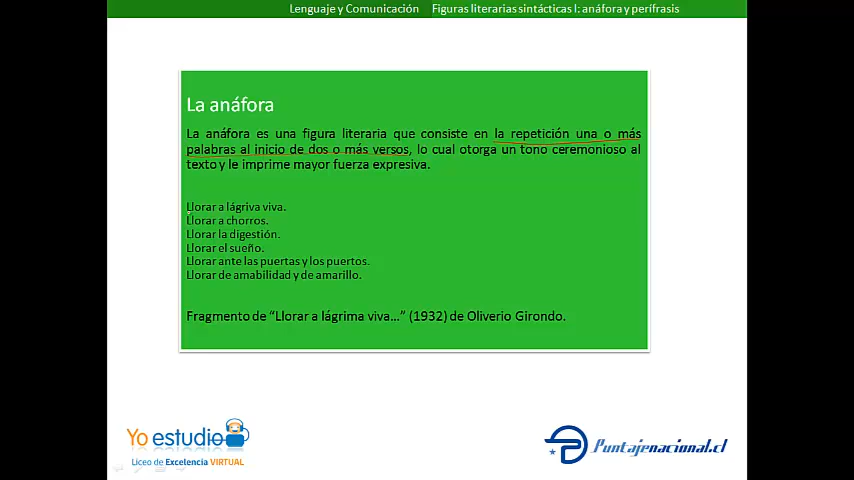 Lenguaje y Comunicación Figuras literarias sintácticas I: anáfora y perífrasis
La anáfora
La anáfora es una figura literaria que consiste en la repetición una o más
palabras al inicio de dos o más versos, lo cual otorga un tono ceremonioso al
texto y le imprime mayor fuerza expresiva.
Llorar a lágriva viva.
Llorar a chorros.
Llorar la digestión.
Llorar el sueño.
Llorar ante las puertas y los puertos.
Llorar de amabilidad y de amarillo.
Fragmento de “Llorar a lágrima viva...” (1932) de Oliverio Girondo.
Yo estudio
Liceo de Excelencia VIRTUAL
Puntajenacional.cl